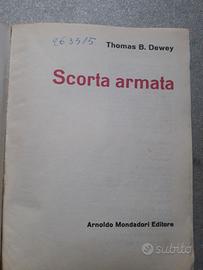 263515
Thomas B. Dewey
Scorta armata
Arnoldo Mondadori Editore
subito